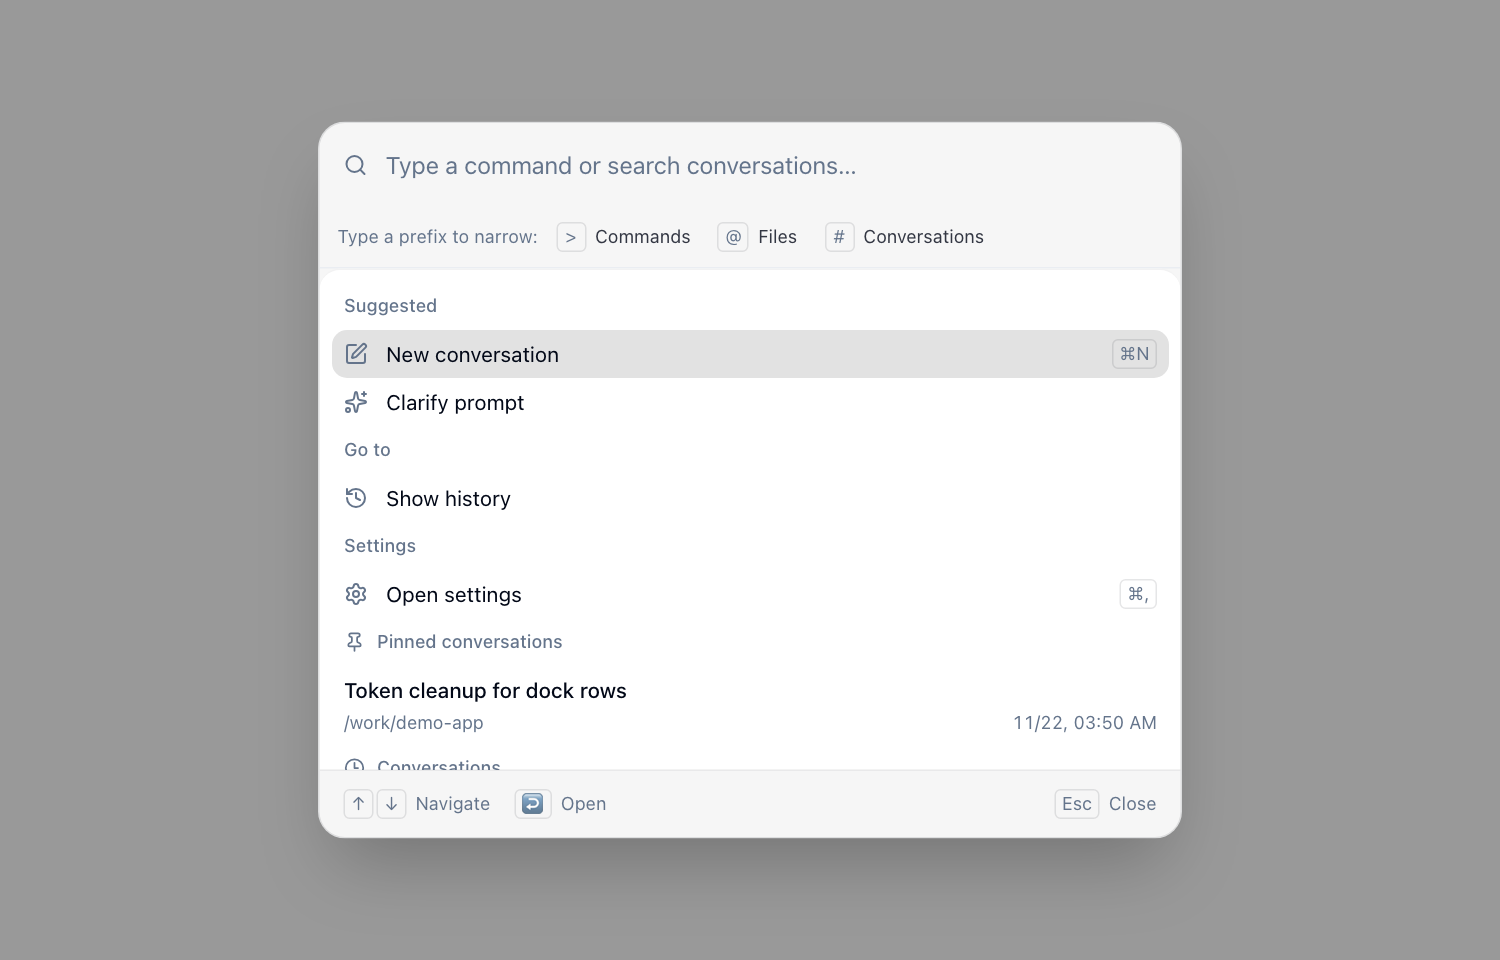 Type a command or search conversations...
Type a prefix to narrow: > Commands @ Files # Conversations
Suggested
New conversation ⌘N
Clarify prompt
Go to
Show history
Settings
Open settings ⌘,
Pinned conversations
Token cleanup for dock rows
/work/demo-app 11/22, 03:50 AM
Conversations
↑ ↓ Navigate ↩ Open Esc Close